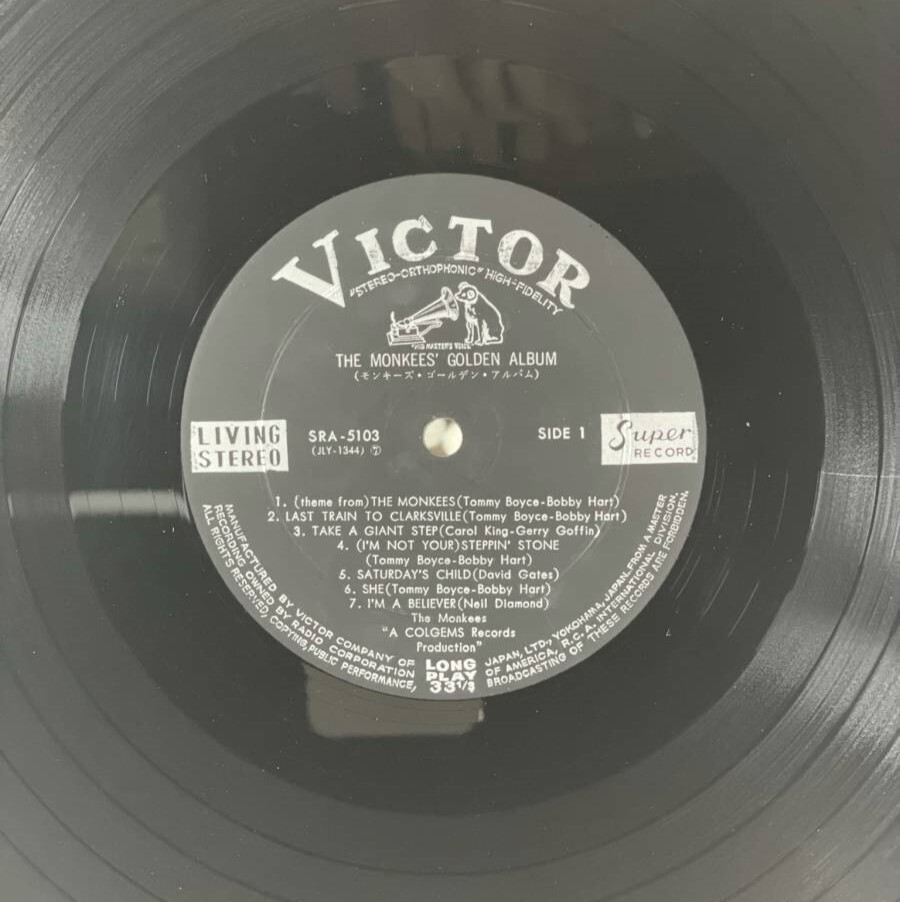 VICTOR
"STEREO-ORTHOPHONIC" HIGH-FIDELITY
"HIS MASTER'S VOICE"
THE MONKEES' GOLDEN ALBUM
(モンキーズ・ゴールデン・アルバム)
LIVING STEREO
SRA-5103
(JLY-1344) ⑦
SIDE 1
Super RECORD
1. (theme from) THE MONKEES (Tommy Boyce-Bobby Hart)
2. LAST TRAIN TO CLARKSVILLE (Tommy Boyce-Bobby Hart)
3. TAKE A GIANT STEP (Carol King-Gerry Goffin)
4. (I'M NOT YOUR) STEPPIN' STONE
(Tommy Boyce-Bobby Hart)
5. SATURDAY'S CHILD (David Gates)
6. SHE (Tommy Boyce-Bobby Hart)
7. I'M A BELIEVER (Neil Diamond)
The Monkees
"A COLGEMS Records
Production"
LONG PLAY 33 1/3
MANUFACTURED BY VICTOR COMPANY OF JAPAN, LTD., YOKOHAMA, JAPAN, FROM A MASTER
RECORDING OWNED BY RADIO CORPORATION OF AMERICA, R.C.A. INTERNATIONAL DIVISION.
ALL RIGHTS RESERVED, COPYING, PUBLIC PERFORMANCE, BROADCASTING OF THESE RECORDS ARE FORBIDDEN.